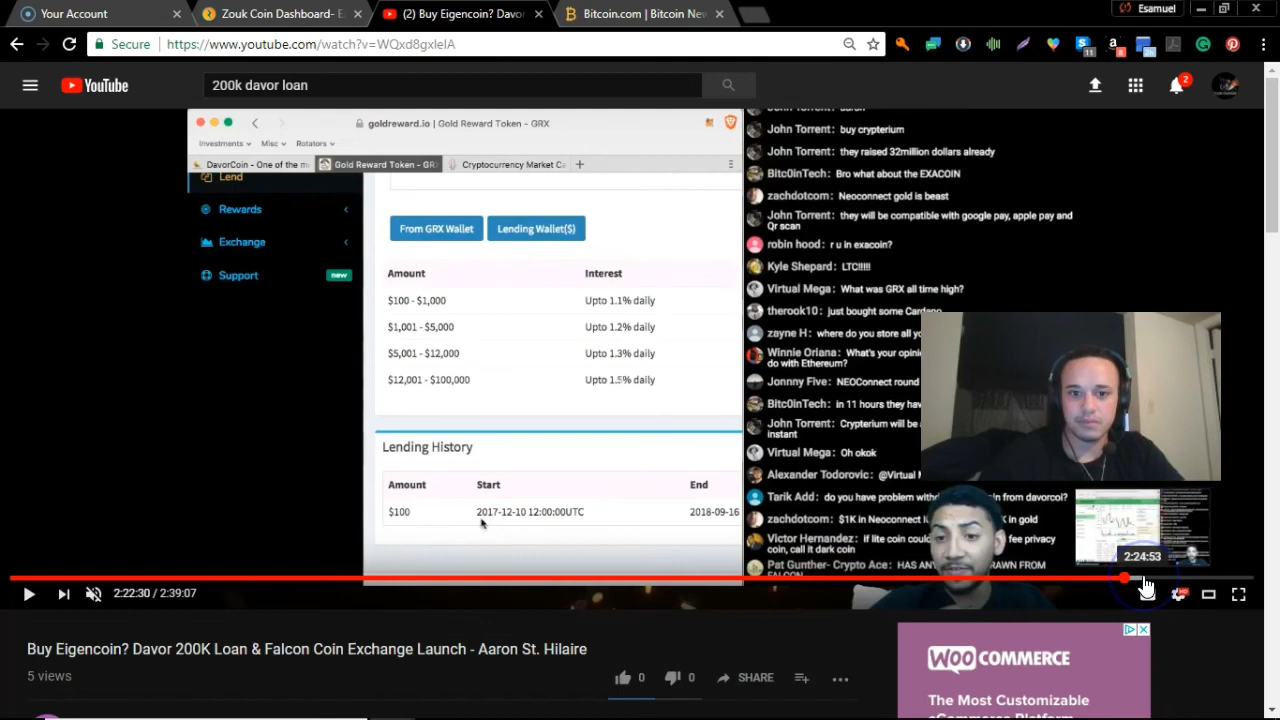 Your Account
Zouk Coin Dashboard- E
(2) Buy Eigencoin? Davor
Bitcoin.com | Bitcoin New
Esamuel
Secure
https://www.youtube.com/watch?v=WQxd8gxleIA
11
8
YouTube
200k davor loan
2
goldreward.io | Gold Reward Token - GRX
Investments
Misc
Rotators
DavorCoin - One of the m
Gold Reward Token - GR
Cryptocurrency Market C
Lend
Rewards
Exchange
Support
new
From GRX Wallet
Lending Wallet($)
Amount Interest
$100 - $1,000 Upto 1.1% daily
$1,001 - $5,000 Upto 1.2% daily
$5,001 - $12,000 Upto 1.3% daily
$12,001 - $100,000 Upto 1.5% daily
Lending History
Amount Start End
$100 2017-12-10 12:00:00UTC 2018-09-16
John Torrent: buy crypterium
John Torrent: they raised 32million dollars already
Bitc0inTech: Bro what about the EXACOIN
zachdotcom: Neoconnect gold is beast
John Torrent: they will be compatible with google pay, apple pay and
Qr scan
robin hood: r u in exacoin?
Kyle Shepard: LTC!!!!!
Virtual Mega: What was GRX all time high?
therook10: just bought some Cardano
zayne H: where do you store all yo
Winnie Oriana: What's your opini
do with Ethereum?
Jonnny Five: NEOConnect round
Bitc0inTech: in 11 hours they hav
John Torrent: Crypterium will be
instant
Virtual Mega: Oh okok
Alexander Todorovic: @Virtual M
Tarik Add: do you have problem with in from davorcoi?
zachdotcom: $1K in Neoconnect K in gold
Victor Hernandez: if lite coin could fee privacy
coin, call it dark coin
Pat Gunther- Crypto Ace: HAS AN RAWN FROM
FALCON
2:24:53
2:22:30 / 2:39:07
HD
Buy Eigencoin? Davor 200K Loan & Falcon Coin Exchange Launch - Aaron St. Hilaire
5 views
0
0
SHARE
WOO COMMERCE
The Most Customizable
eCommerce Platform